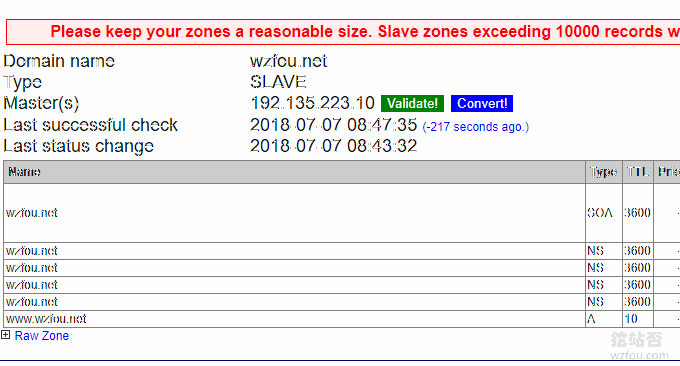 Please keep your zones a reasonable size. Slave zones exceeding 10000 records w
Domain name wzfou.net
Type SLAVE
Master(s) 192.135.223.10 Validate! Convert!
Last successful check 2018-07-07 08:47:35 (-217 seconds ago.)
Last status change 2018-07-07 08:43:32
Name Type TTL Prio
wzfou.net SOA 3600 -
wzfou.net NS 3600 -
wzfou.net NS 3600 -
wzfou.net NS 3600 -
wzfou.net NS 3600 -
www.wzfou.net A 10 -
Raw Zone
挖站否
wzfou.com